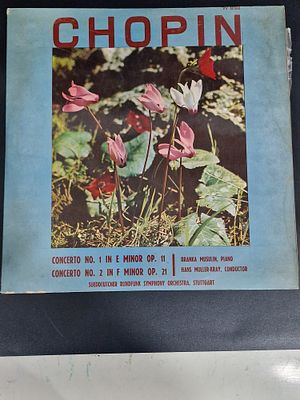 CHOPIN
CONCERTO NO. 1 IN E MINOR OP. 11
CONCERTO NO. 2 IN F MINOR OP. 21
BRANKA MUSULIN, PIANO
HANS MULLER-KRAY, CONDUCTOR
SUEDDEUTCHER RUNDFUNK SYMPHONY ORCHESTRA, STUTTGART